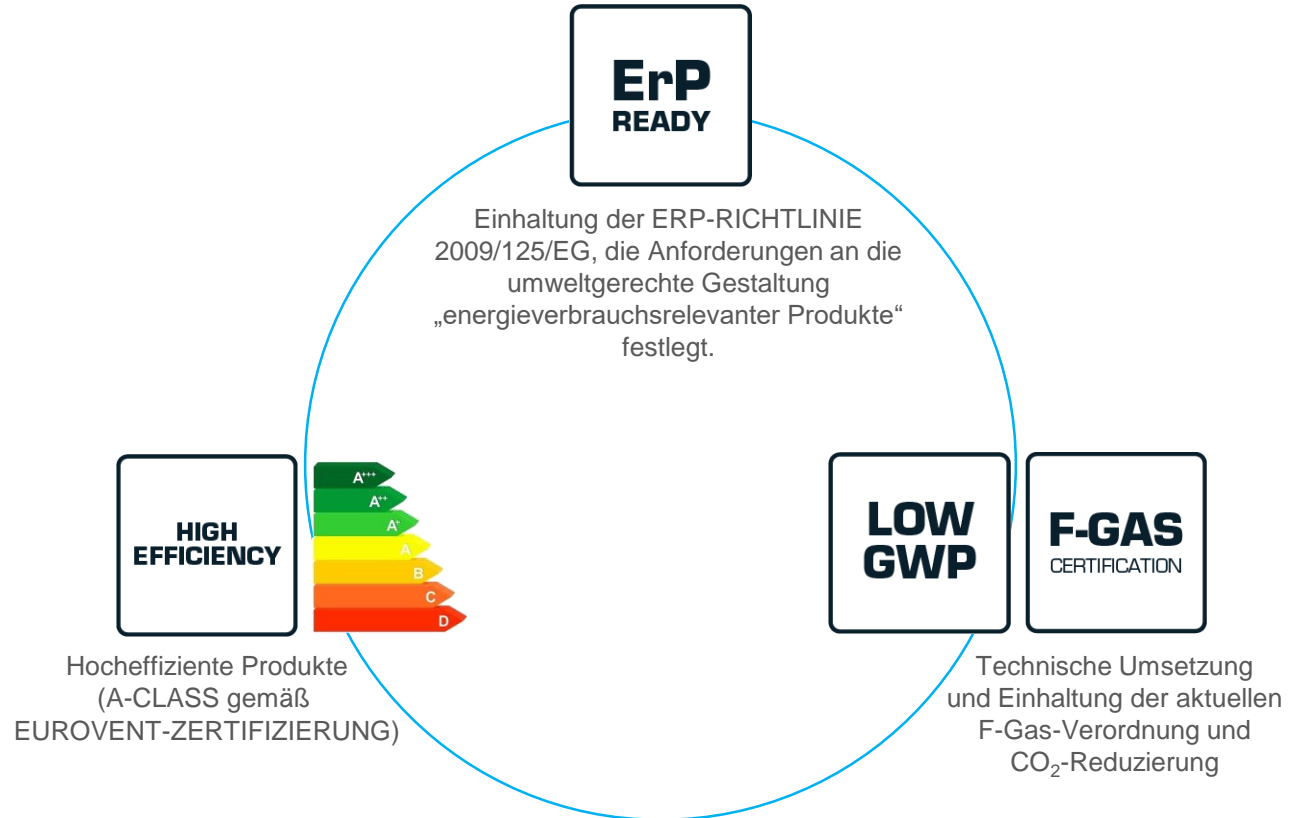 ErP
READY
Einhaltung der ERP-RICHTLINIE
2009/125/EG, die Anforderungen an die
umweltgerechte Gestaltung
„energieverbrauchsrelevanter Produkte“
festlegt.
HIGH
EFFICIENCY
A+++
A++
A+
A
B
C
D
Hocheffiziente Produkte
(A-CLASS gemäß
EUROVENT-ZERTIFIZIERUNG)
LOW
GWP
F-GAS
CERTIFICATION
Technische Umsetzung
und Einhaltung der aktuellen
F-Gas-Verordnung und
CO₂-Reduzierung